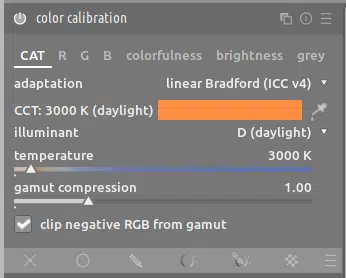 color calibration
CAT R G B colorfulness brightness grey
adaptation linear Bradford (ICC v4)
CCT: 3000 K (daylight)
illuminant D (daylight)
temperature 3000 K
gamut compression 1.00
clip negative RGB from gamut